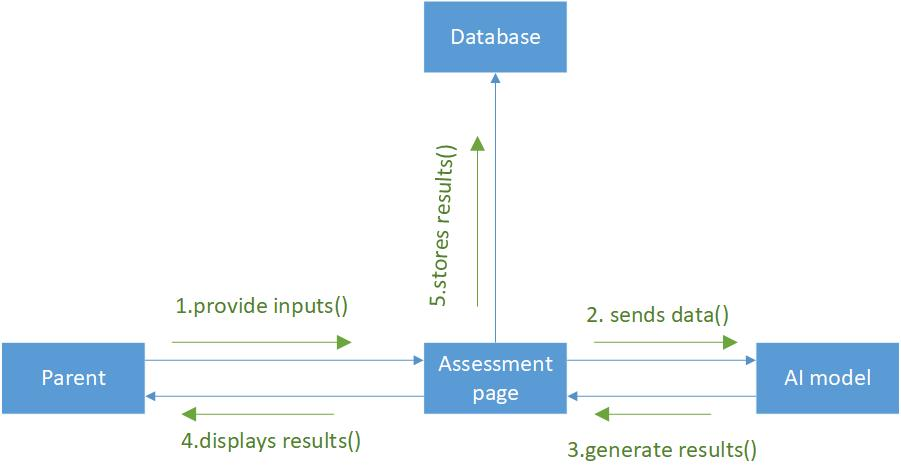 Database
5.stores results()
1.provide inputs()
2. sends data()
Parent
Assessment
page
AI model
4.displays results()
3.generate results()